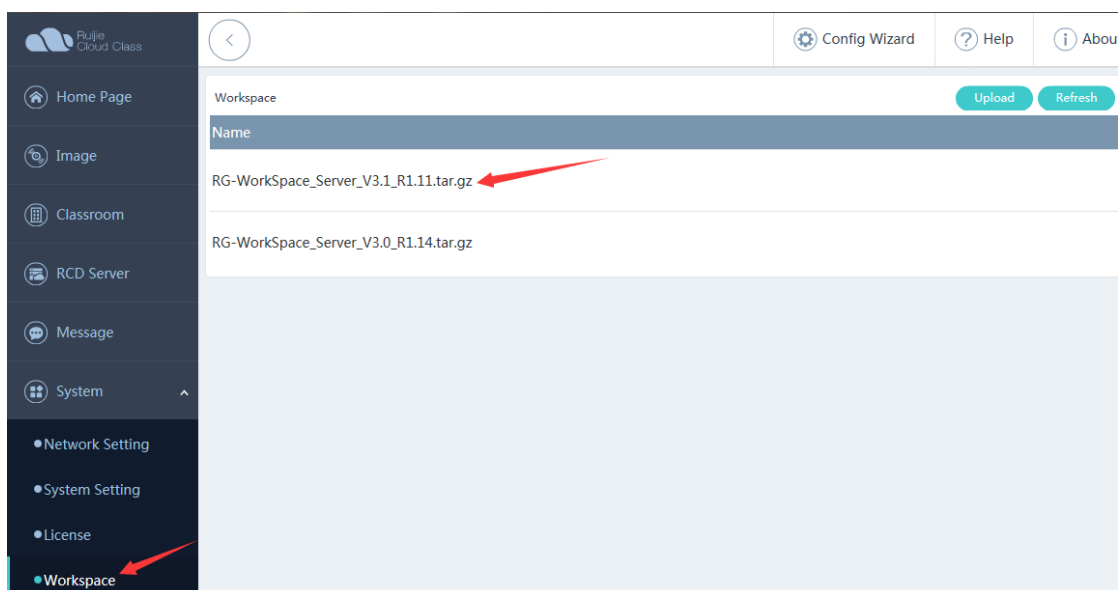 Ruijie
Cloud Class
Config Wizard
Help
Home Page
Workspace
Upload
Refresh
Name
Image
RG-WorkSpace_Server_V3.1_R1.11.tar.gz
Classroom
RG-WorkSpace_Server_V3.0_R1.14.tar.gz
RCD Server
Message
System
Network Setting
System Setting
License
Workspace